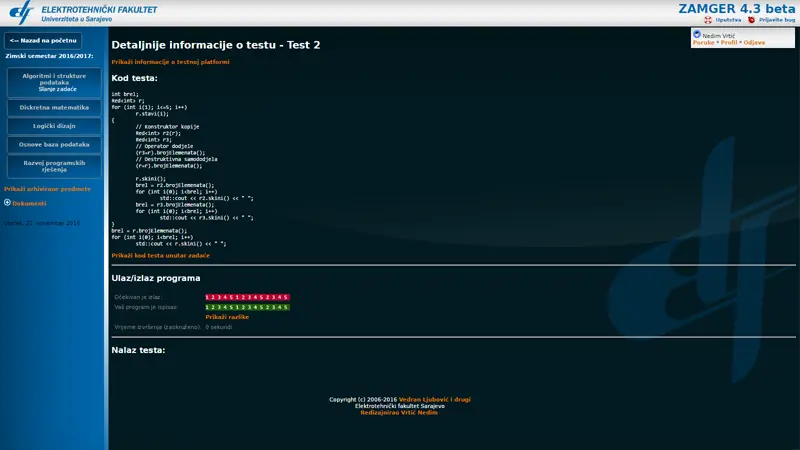 ELEKTROTEHNIČKI FAKULTET
Univerziteta u Sarajevu
ZAMGER 4.3 beta
Uputstva
Prijavite bug
Nedim Vrtić
Poruke * Profil * Odjava
<-- Nazad na početnu
Zimski semestar 2016/2017:
Algoritmi i strukture
podataka
Slanje zadaće
Diskretna matematika
Logički dizajn
Osnove baza podataka
Razvoj programskih
rješenja
Prikaži arhivirane predmete
Dokumenti
novembar 2016
Detaljnije informacije o testu - Test 2
Prikaži informacije o testnoj platformi
Kod testa:
int brel;
Red<int> r;
for (int i(1); i<=5; i++)
r.stavi(i);
{
// Konstruktor kopije
Red<int> r2(r);
Red<int> r3;
// Operator dodjele
(r3=r).brojElemenata();
// Destruktivna samododjela
(r=r).brojElemenata();
r.skini();
brel = r2.brojElemenata();
for (int i(0); i<brel; i++)
std::cout << r2.skini() << " ";
brel = r3.brojElemenata();
for (int i(0); i<brel; i++)
std::cout << r3.skini() << " ";
}
brel = r.brojElemenata();
for (int i(0); i<brel; i++)
std::cout << r.skini() << " ";
Prikaži kod testa unutar zadaće
Ulaz/izlaz programa
Očekivan je izlaz: 1 2 3 4 5 1 2 3 4 5 2 3 4 5
Vaš program je ispisao: 1 2 3 4 5 1 2 3 4 5 2 3 4 5
Prikaži razlike
Vrijeme izvršenja (zaokruženo): 0 sekundi
Nalaz testa:
Copyright (c) 2006-2016 Vedran Ljubović i drugi
Elektrotehnički fakultet Sarajevo
Redizajnirao Vrtić Nedim